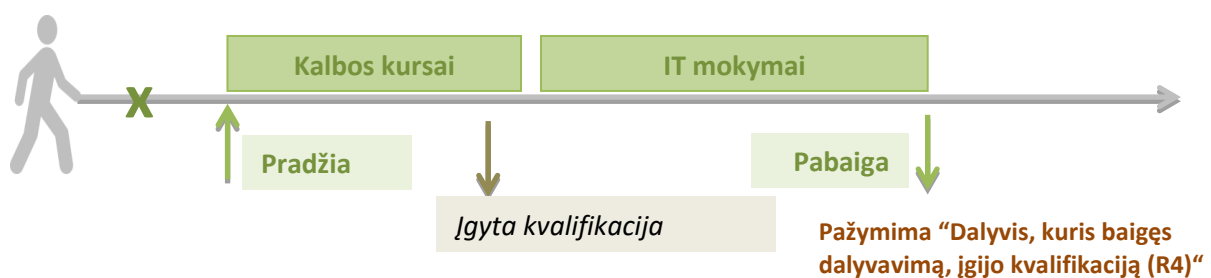 Kalbos kursai
IT mokymai
X
Pradžia
Pabaiga
Įgyta kvalifikacija
Pažymima “Dalyvis, kuris baigęs
dalyvavimą, įgijo kvalifikaciją (R4)“